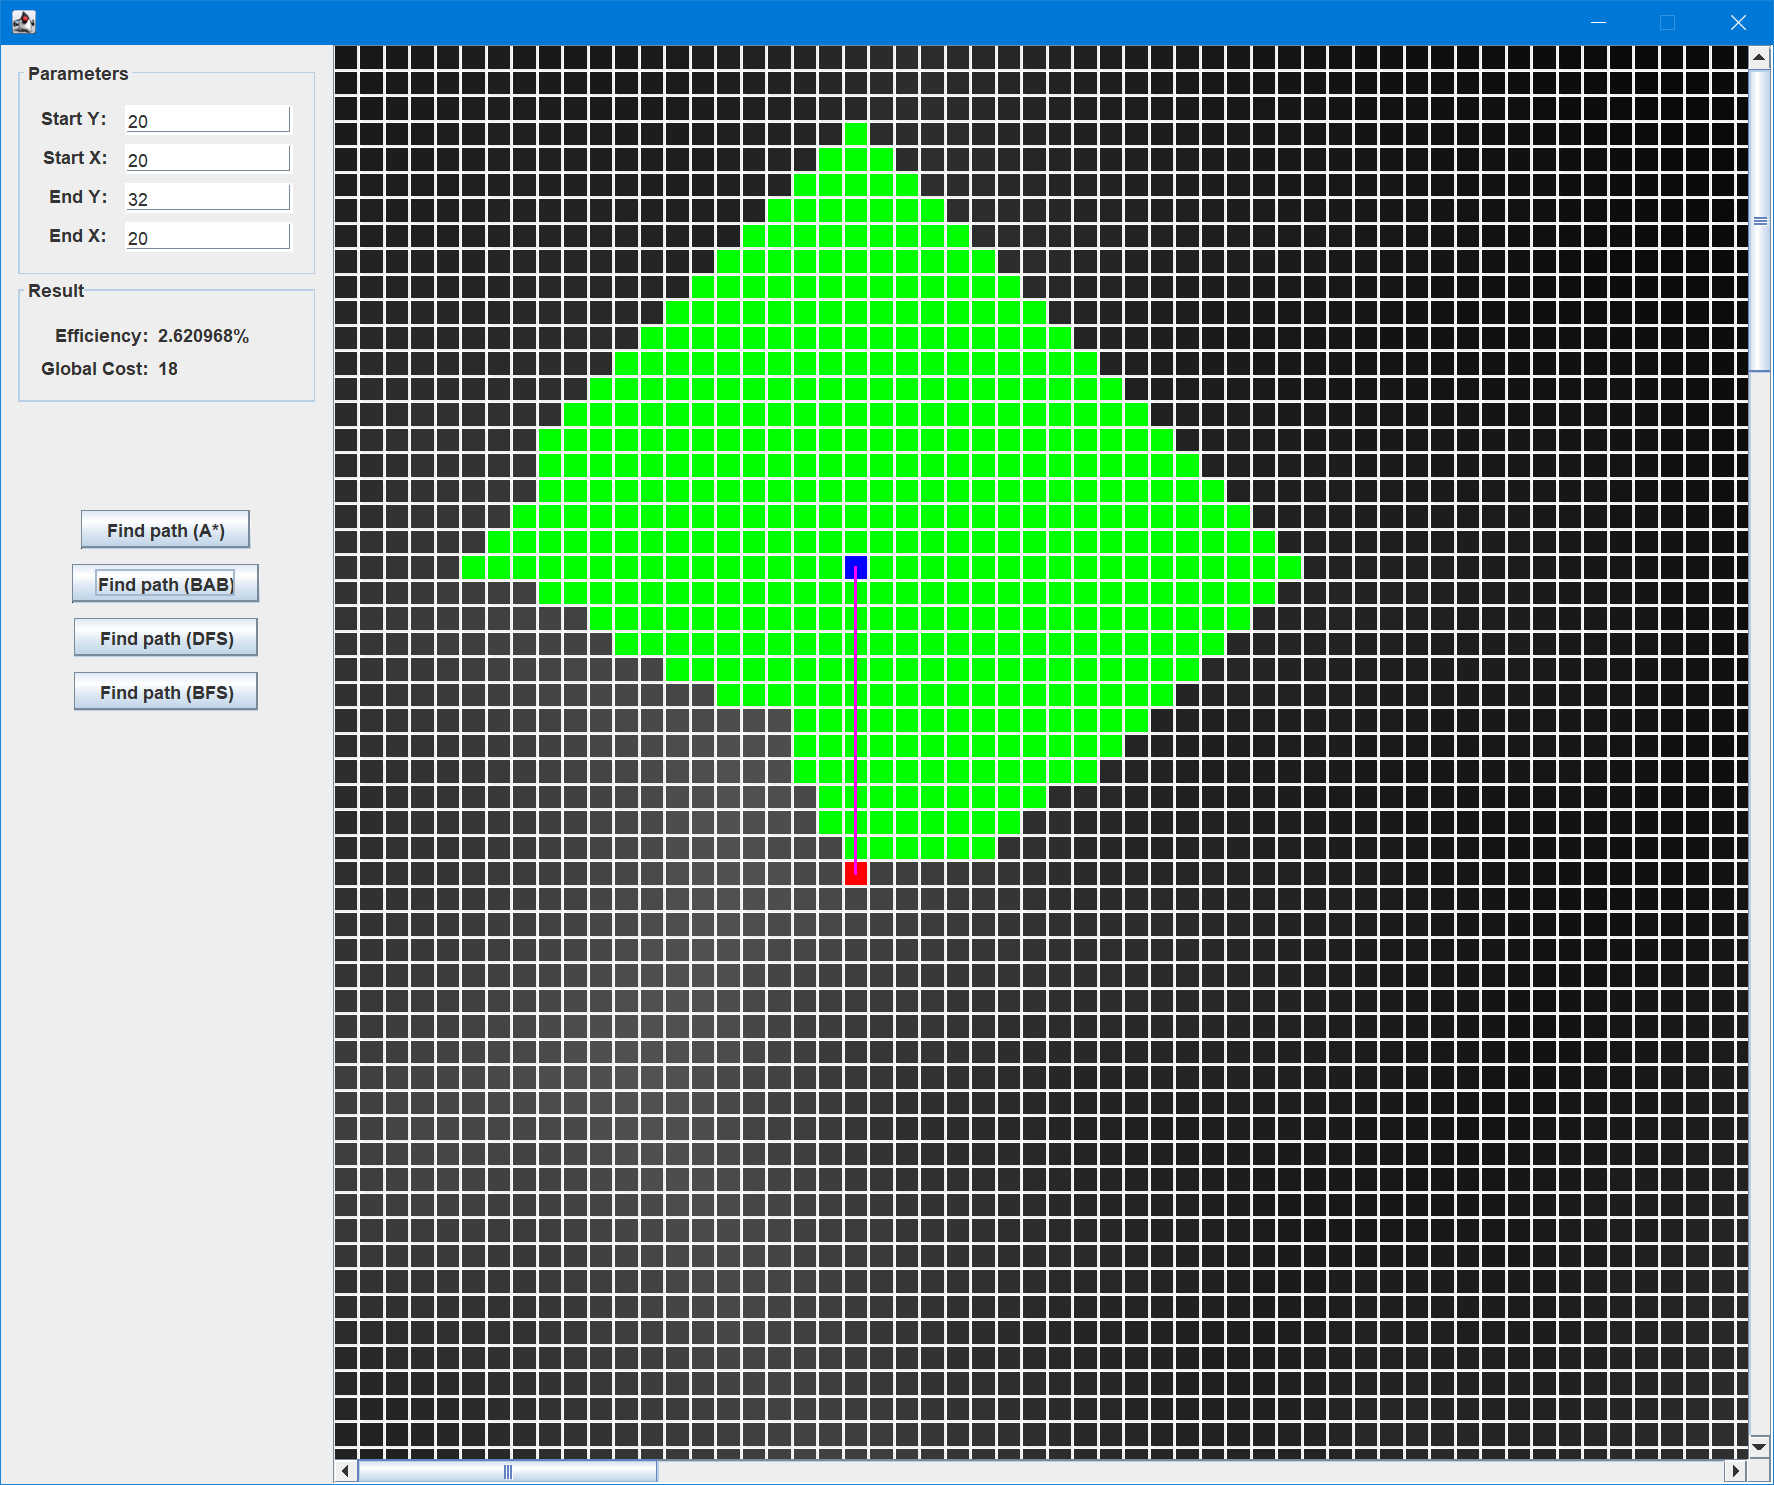 Parameters
Start Y: 20
Start X: 20
End Y: 32
End X: 20
Result
Efficiency: 2.620968%
Global Cost: 18
Find path (A*)
Find path (BAB)
Find path (DFS)
Find path (BFS)